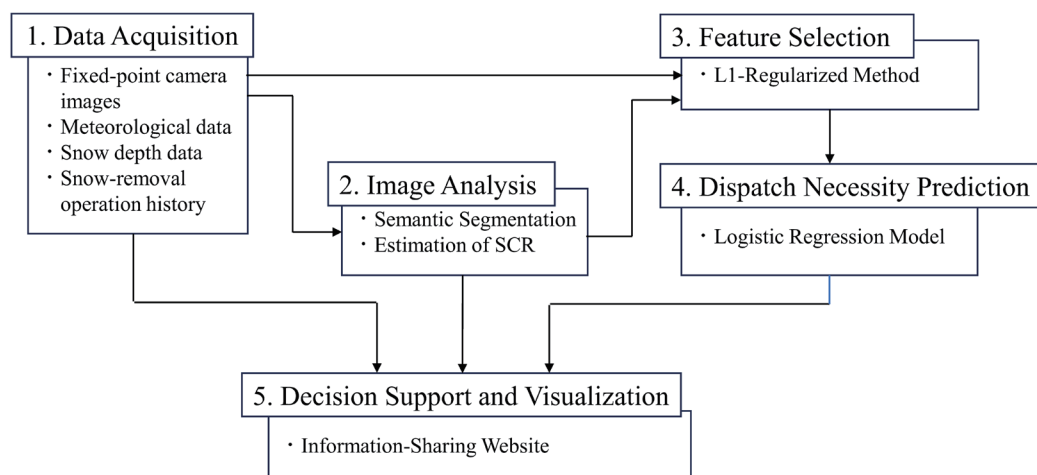 1. Data Acquisition
・Fixed-point camera
images
・Meteorological data
・Snow depth data
・Snow-removal
operation history
2. Image Analysis
・Semantic Segmentation
・Estimation of SCR
3. Feature Selection
・L1-Regularized Method
4. Dispatch Necessity Prediction
・Logistic Regression Model
5. Decision Support and Visualization
・Information-Sharing Website